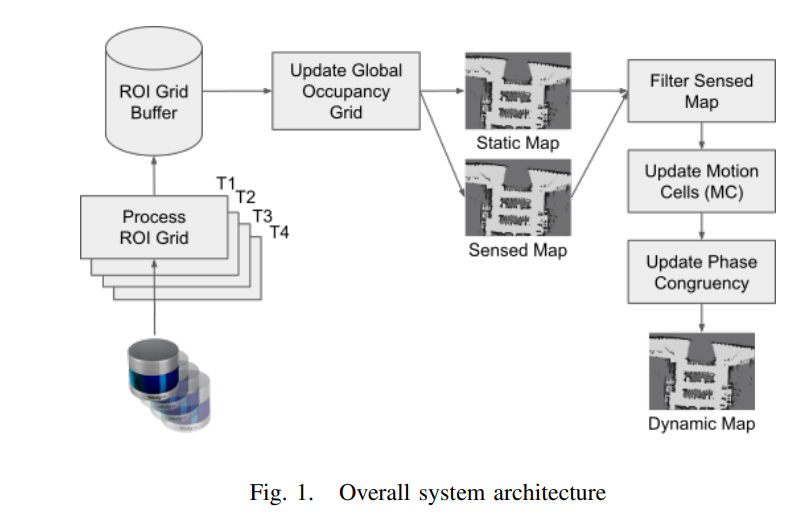 ROI Grid
Buffer
Update Global
Occupancy
Grid
Static Map
Sensed Map
Filter Sensed
Map
Update Motion
Cells (MC)
Update Phase
Congruency
Dynamic Map
Process
ROI Grid
T1
T2
T3
T4
Fig. 1. Overall system architecture